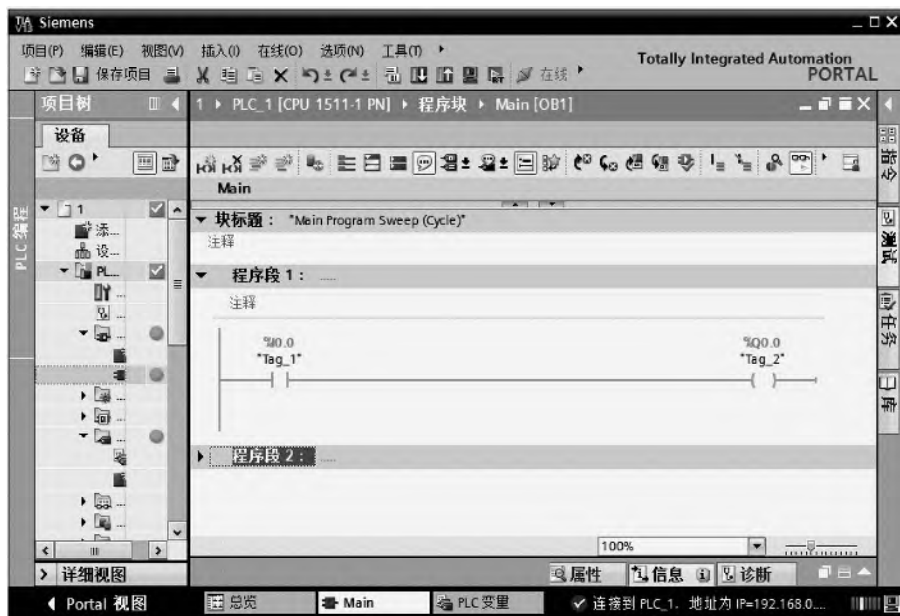 TIA
V13 Siemens
项目(P) 编辑(E) 视图(V) 插入(I) 在线(O) 选项(N) 工具(T)
Totally Integrated Automation
PORTAL
保存项目
在线
项目树
1 PLC_1 [CPU 1511-1 PN] 程序块 Main [OB1]
设备
Main
PLC 编程
1
添...
设...
PL...
块标题： "Main Program Sweep (Cycle)"
注释
程序段 1： ......
注释
%I0.0
"Tag_1"
%Q0.0
"Tag_2"
程序段 2： ......
100%
指令
测试
任务
库
详细视图
属性 信息 诊断
Portal 视图 总览 Main PLC 变量 连接到 PLC_1，地址为 IP=192.168.0....